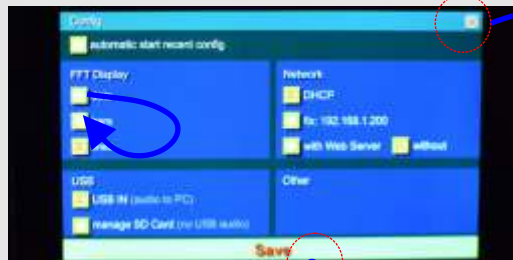 Config
automatic start recent config
FFT Display
Network
DHCP
fix: 192.168.1.200
with Web Server
without
USB
USB IN (audio to PC)
manage SD Card (no USB audio)
Other
Save